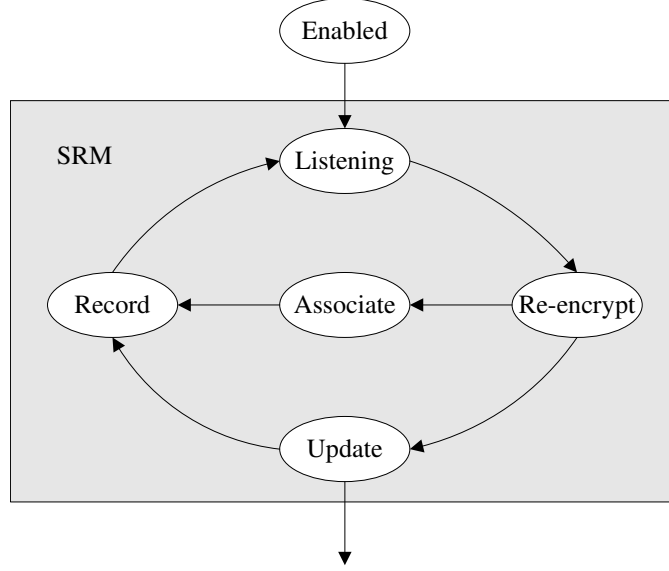 Enabled
SRM
Listening
Record
Associate
Re-encrypt
Update